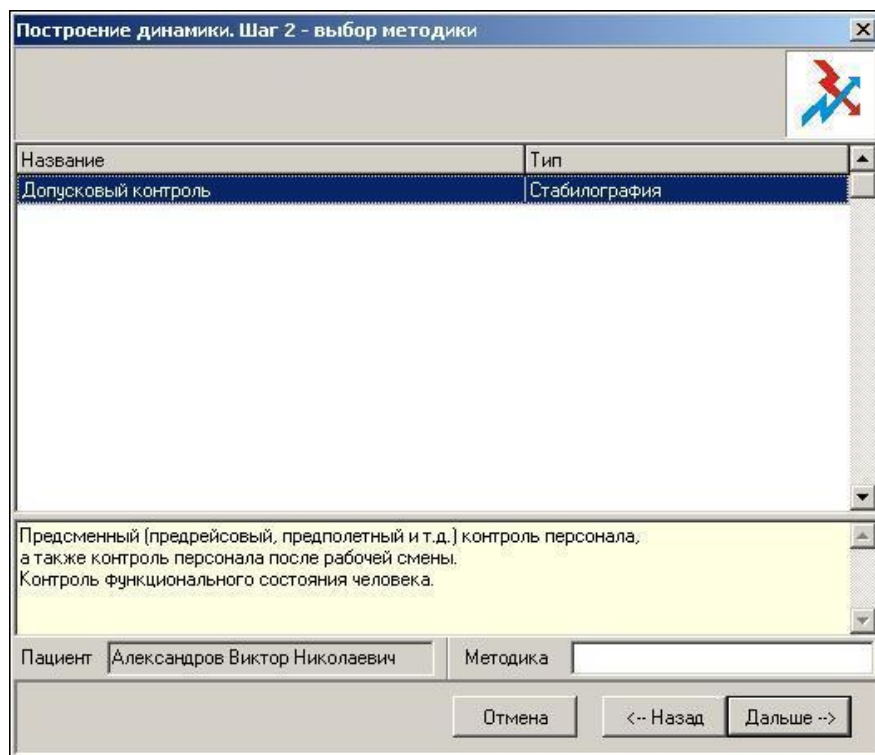 Построение динамики. Шаг 2 - выбор методики
Название Тип
Допусковый контроль Стабилография
Предсменный (предрейсовый, предполетный и т.д.) контроль персонала,
а также контроль персонала после рабочей смены.
Контроль функционального состояния человека.
Пациент Александров Виктор Николаевич Методика
Отмена <-- Назад Дальше -->